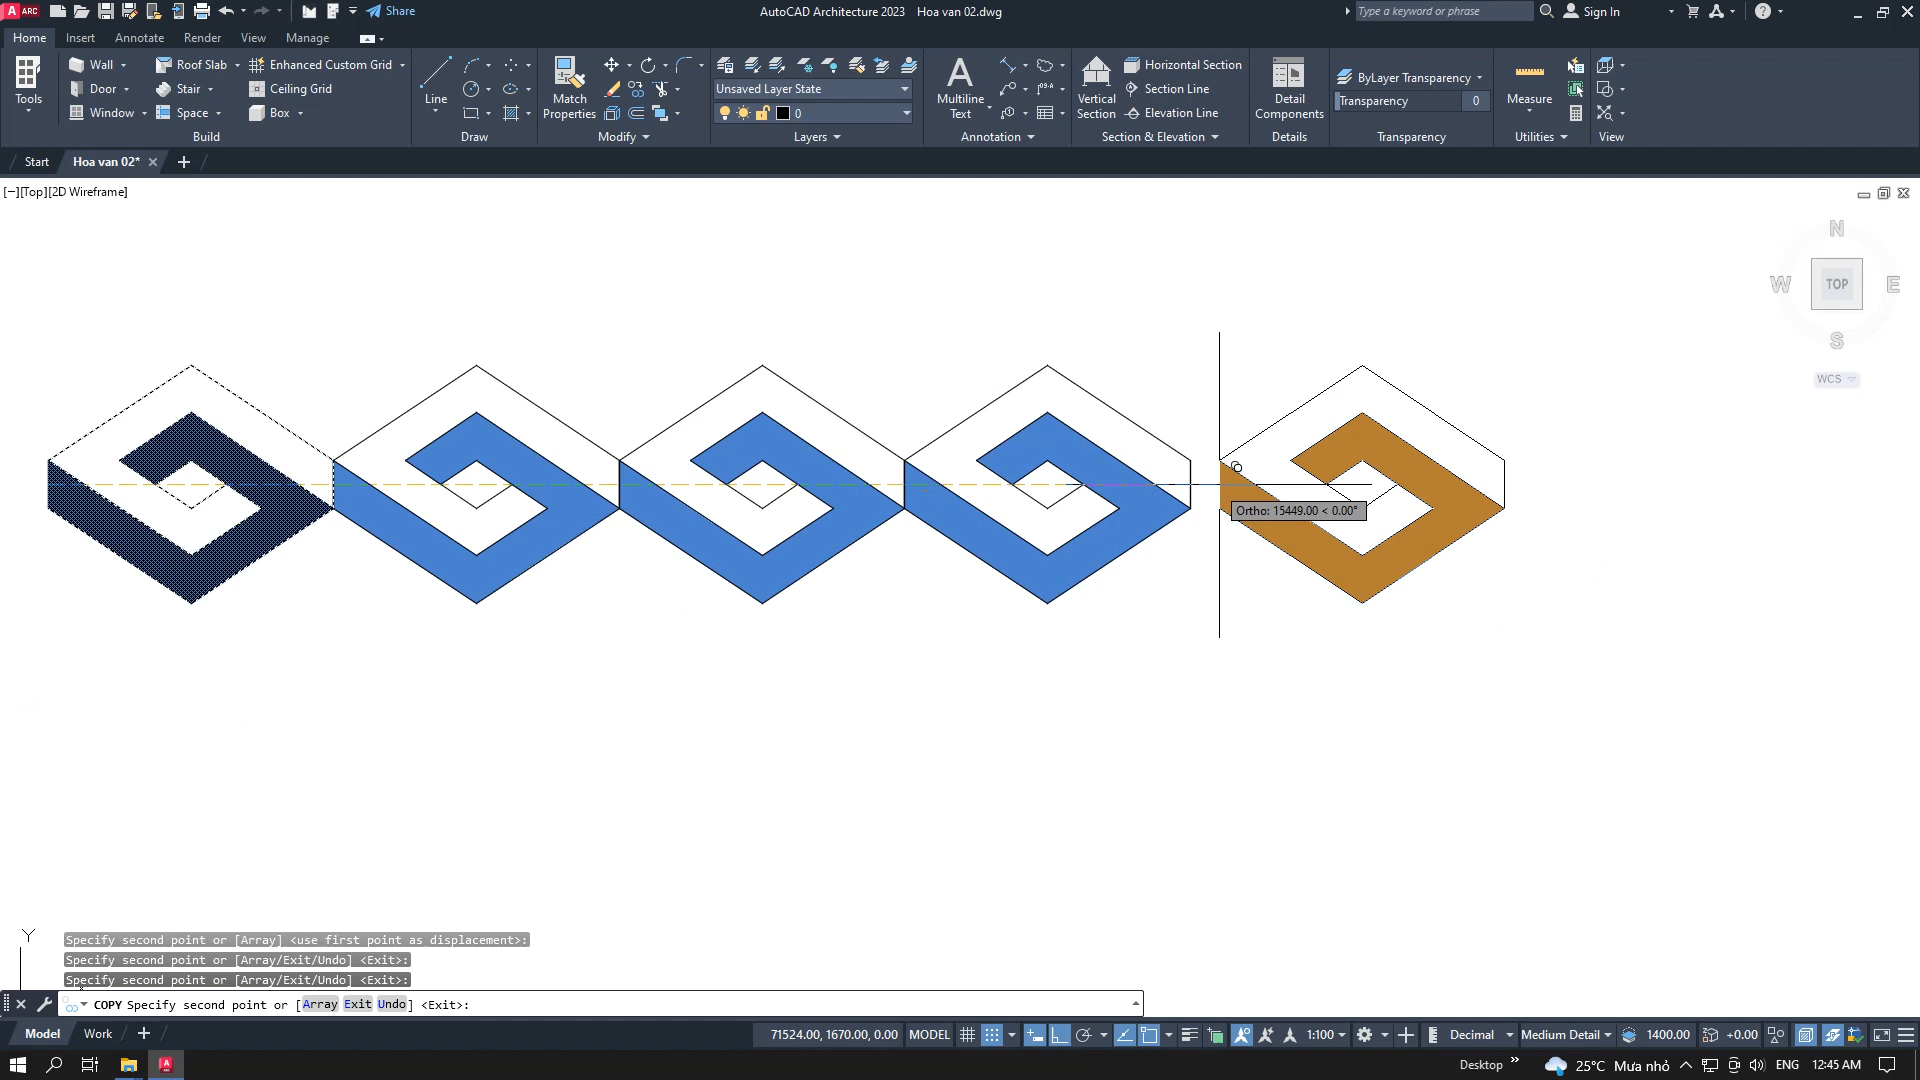 ARC
Share
AutoCAD Architecture 2023 Hoa van 02.dwg
Type a keyword or phrase
Sign In
Home Insert Annotate Render View Manage
Tools
Wall
Door
Window
Roof Slab
Stair
Space
Enhanced Custom Grid
Ceiling Grid
Box
Build
Line
Draw
Match Properties
Modify
Unsaved Layer State
0
Layers
Multiline Text
Annotation
Vertical Section
Horizontal Section
Section Line
Elevation Line
Section & Elevation
Detail Components
Details
ByLayer Transparency
Transparency 0
Transparency
Measure
Utilities
View
Start
Hoa van 02*
[−][Top][2D Wireframe]
N
W TOP E
S
WCS
Ortho: 15449.00 < 0.00°
Y
Specify second point or [Array] <use first point as displacement>:
Specify second point or [Array/Exit/Undo] <Exit>:
Specify second point or [Array/Exit/Undo] <Exit>:
COPY Specify second point or [Array Exit Undo] <Exit>:
Model Work
71524.00, 1670.00, 0.00 MODEL
1:100
Decimal
Medium Detail
1400.00
+0.00
Desktop
25°C Mưa nhỏ
ENG
12:45 AM